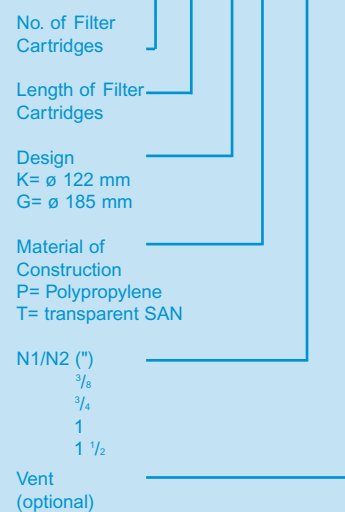 No. of Filter
Cartridges
Length of Filter
Cartridges
Design
K= ø 122 mm
G= ø 185 mm
Material of
Construction
P= Polypropylene
T= transparent SAN
N1/N2 (")
3/8
3/4
1
1 1/2
Vent
(optional)